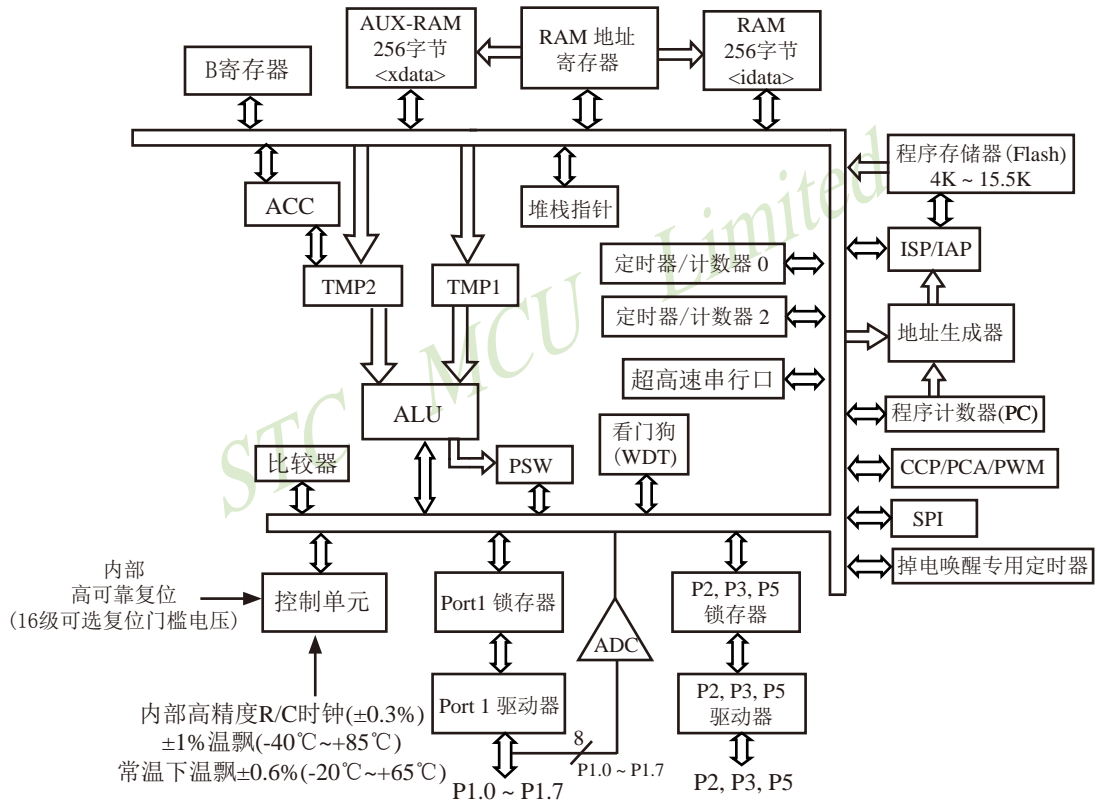 AUX-RAM
256字节
<xdata>
RAM 地址
寄存器
RAM
256字节
<idata>
B寄存器
程序存储器(Flash)
4K ~ 15.5K
ACC
堆栈指针
ISP/IAP
定时器/计数器 0
TMP2
TMP1
定时器/计数器 2
地址生成器
超高速串行口
ALU
程序计数器(PC)
看门狗
(WDT)
比较器
PSW
CCP/PCA/PWM
SPI
掉电唤醒专用定时器
内部
高可靠复位
(16级可选复位门槛电压)
控制单元
Port1 锁存器
ADC
P2, P3, P5
锁存器
内部高精度R/C时钟(±0.3%)
±1%温飘(-40℃~+85℃)
常温下温飘±0.6%(-20℃~+65℃)
Port 1 驱动器
P2, P3, P5
驱动器
8
P1.0 ~ P1.7
P1.0 ~ P1.7
P2, P3, P5
STC MCU Limited